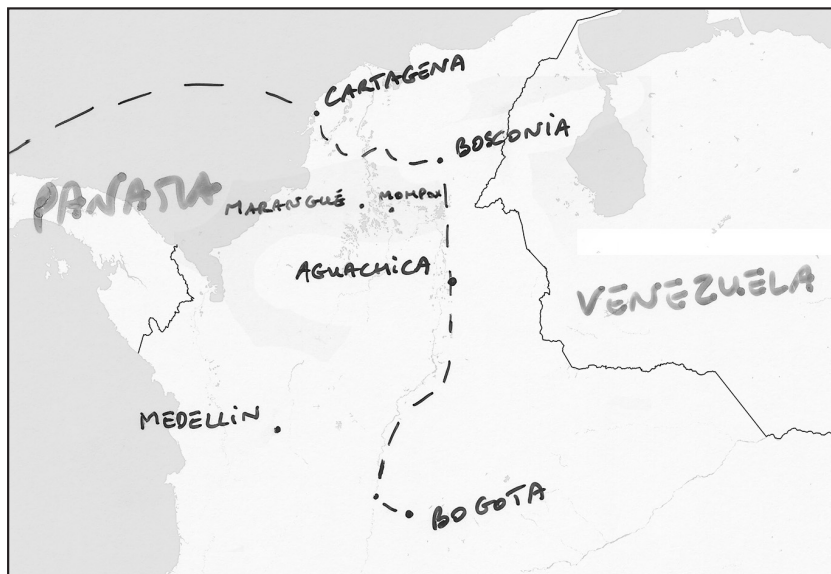 CARTAGENA
BOSCONIA
PANAMA
MARANGUÉ
MOMPOX
AGUACHICA
VENEZUELA
MEDELLIN
BOGOTA